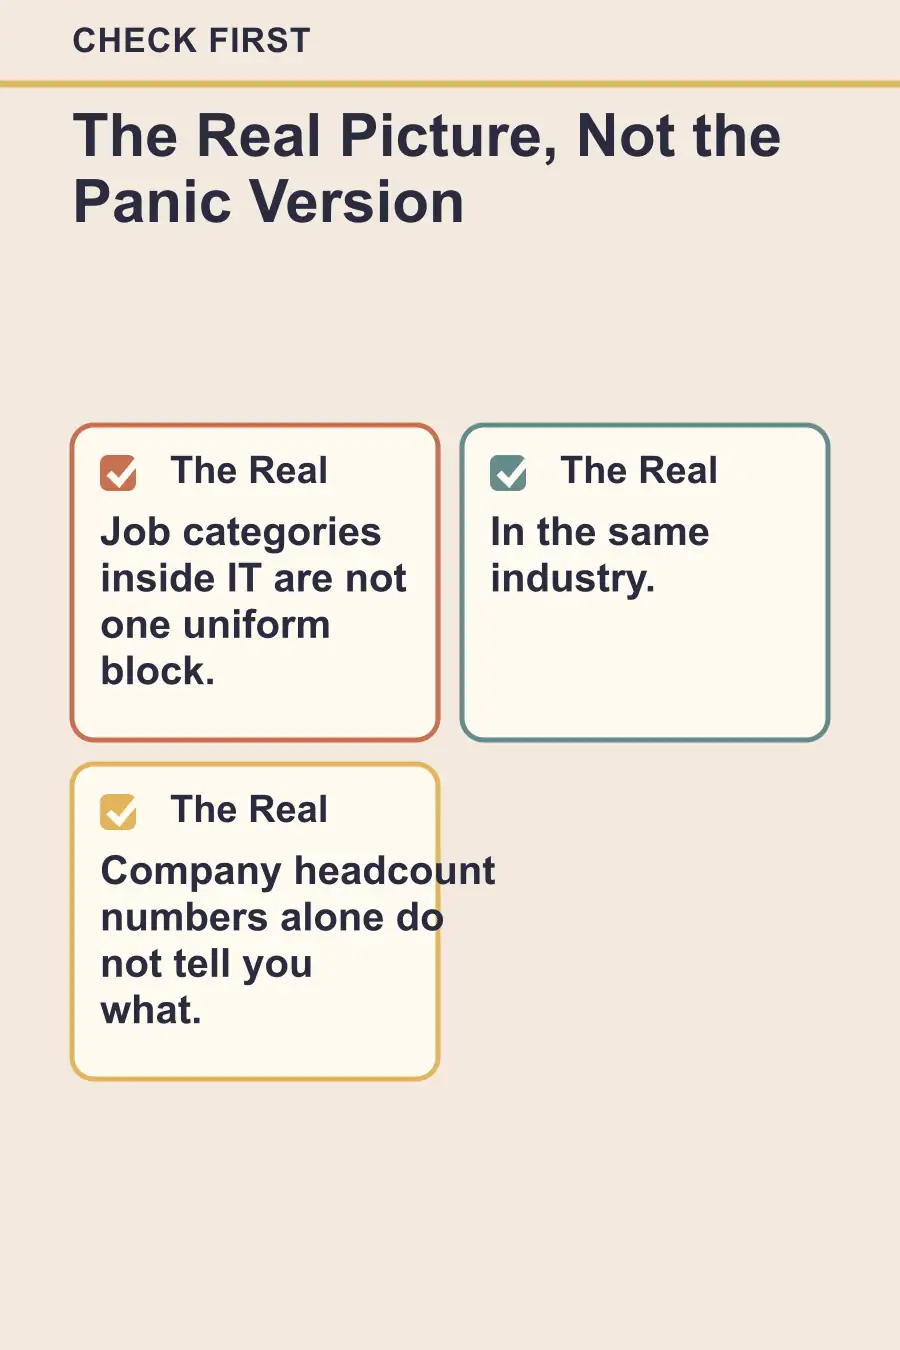 CHECK FIRST
The Real Picture, Not the
Panic Version
The Real
Job categories
inside IT are not
one uniform
block.
The Real
In the same
industry.
The Real
Company headcount
numbers alone do
not tell you
what.